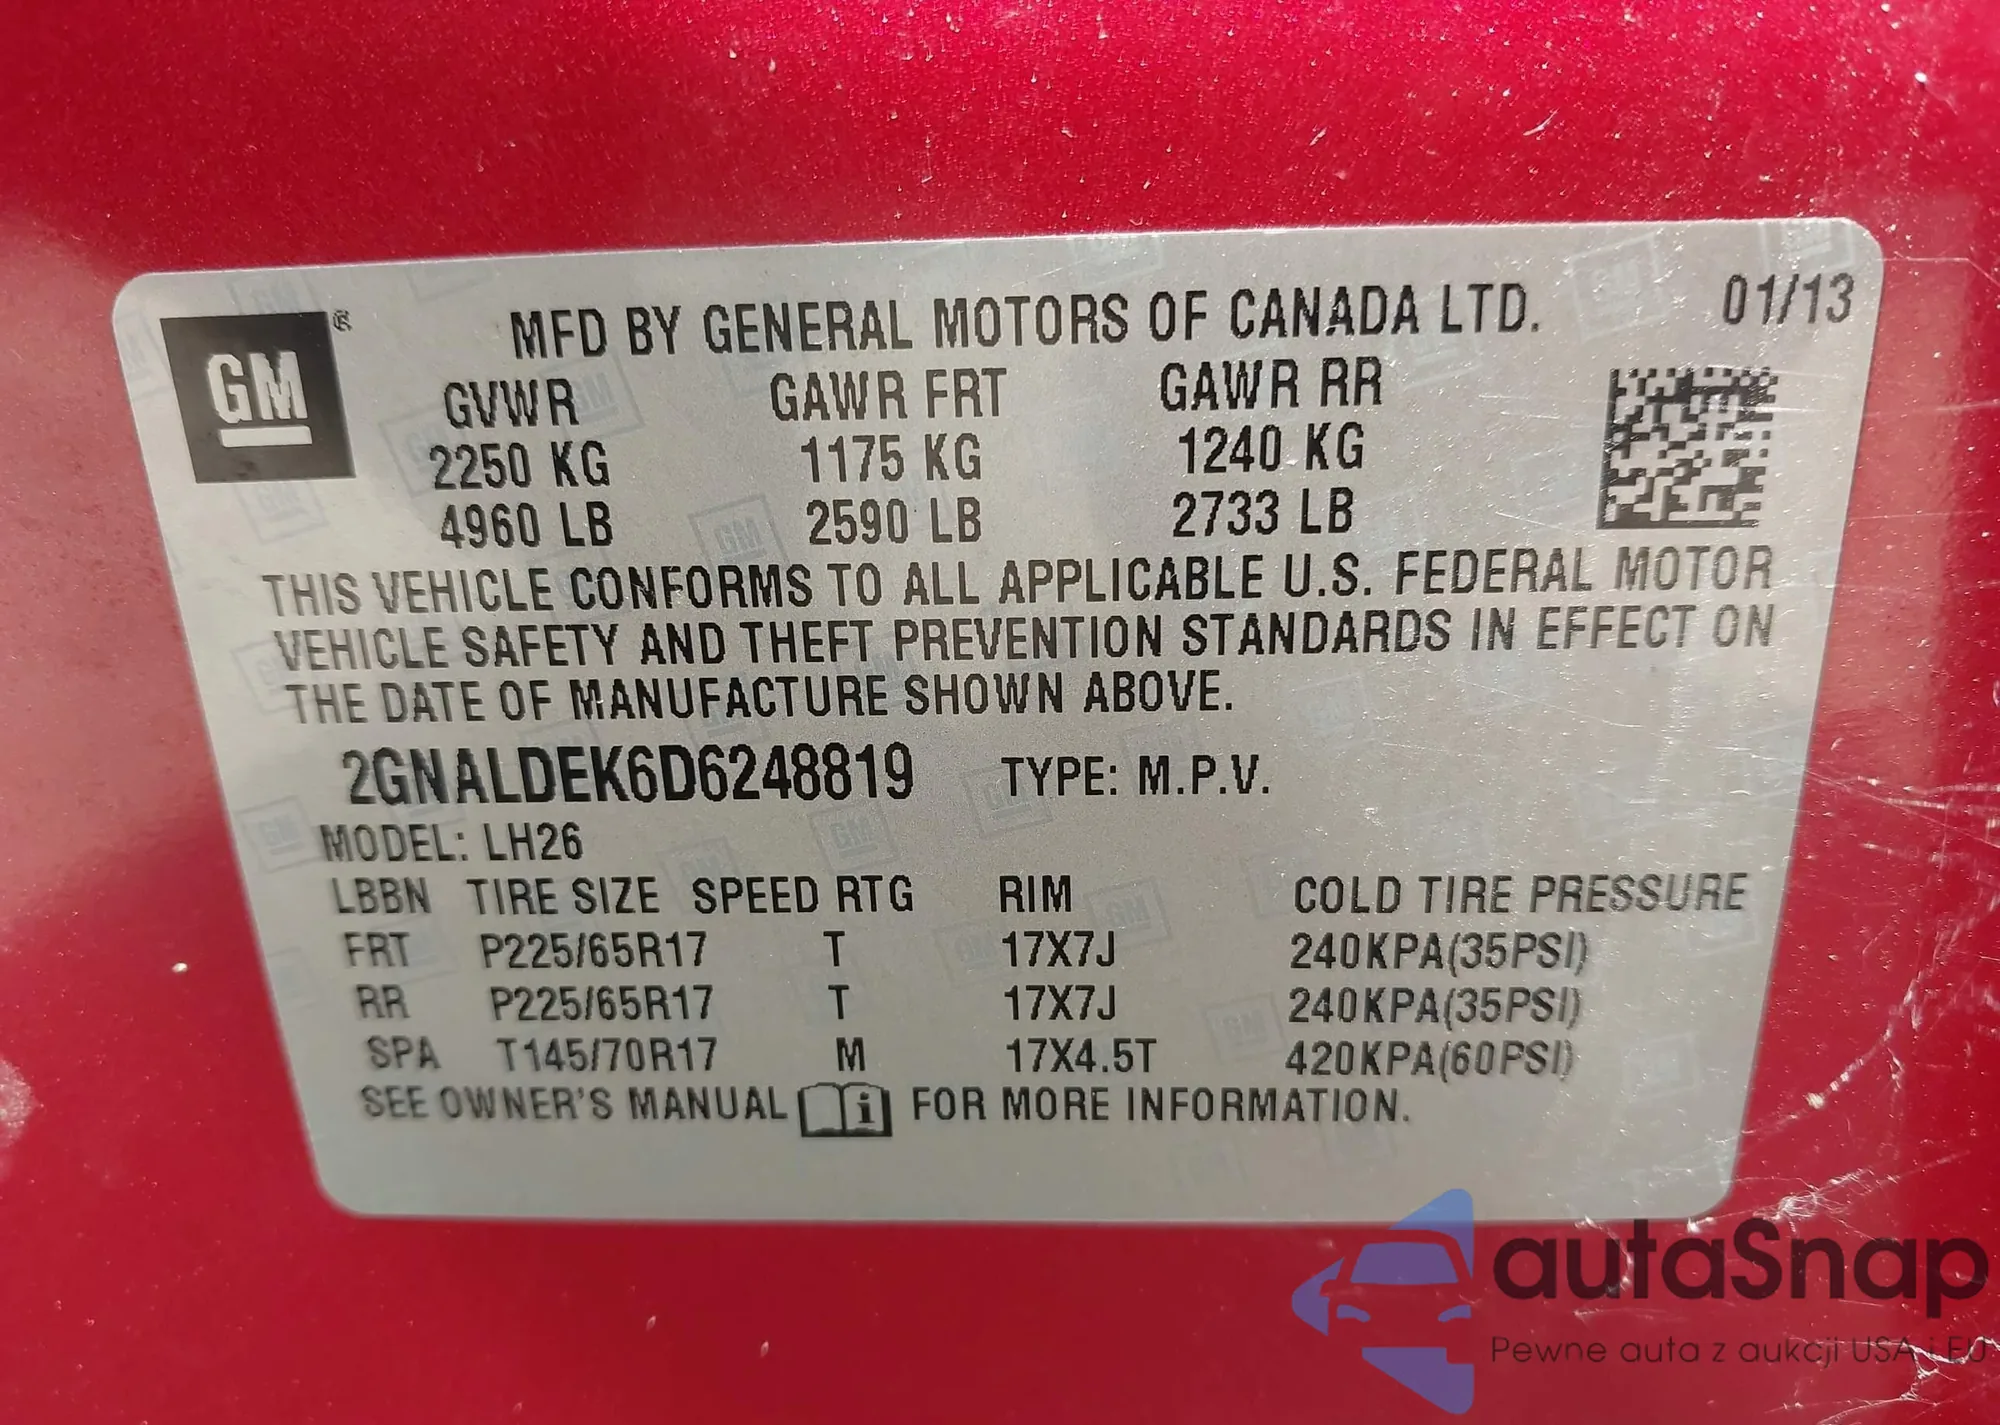 GM
MFD BY GENERAL MOTORS OF CANADA LTD. 01/13
GVWR GAWR FRT GAWR RR
2250 KG 1175 KG 1240 KG
4960 LB 2590 LB 2733 LB
THIS VEHICLE CONFORMS TO ALL APPLICABLE U.S. FEDERAL MOTOR
VEHICLE SAFETY AND THEFT PREVENTION STANDARDS IN EFFECT ON
THE DATE OF MANUFACTURE SHOWN ABOVE.
2GNALDEK6D6248819 TYPE: M.P.V.
MODEL: LH26
LBBN TIRE SIZE SPEED RTG RIM COLD TIRE PRESSURE
FRT P225/65R17 T 17X7J 240KPA(35PSI)
RR P225/65R17 T 17X7J 240KPA(35PSI)
SPA T145/70R17 M 17X4.5T 420KPA(60PSI)
SEE OWNER'S MANUAL i FOR MORE INFORMATION.
autaSnap
Pewne auta z aukcji USA i EU